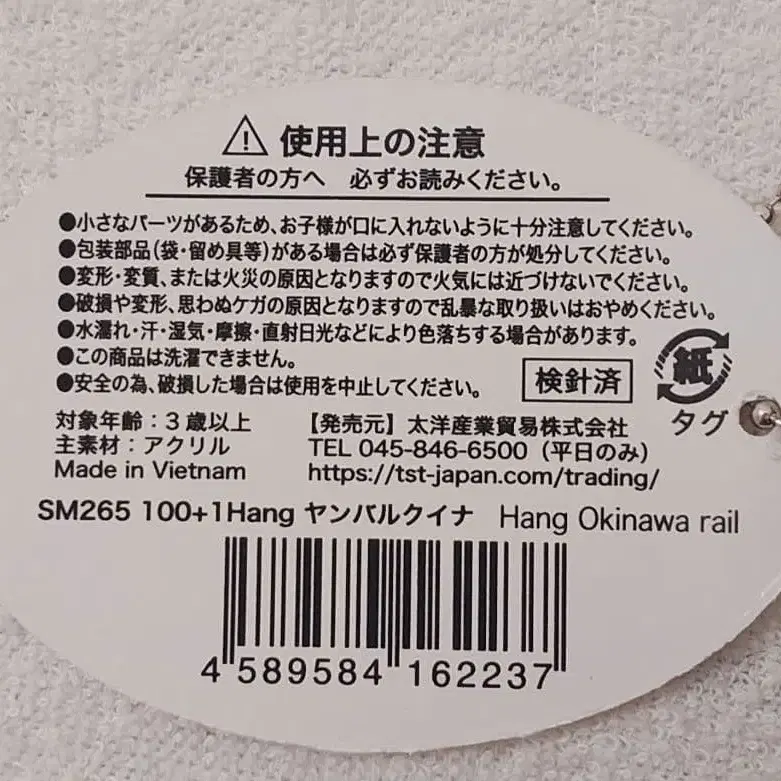 ⚠使用上の注意
保護者の方へ 必ずお読みください。
●小さなパーツがあるため、お子様が口に入れないように十分注意してください。
●包装部品(袋・留め具等)がある場合は必ず保護者の方が処分してください。
●変形・変質、または火災の原因となりますので火気には近づけないでください。
●破損や変形、思わぬケガの原因となりますので乱暴な取り扱いはおやめください。
●水濡れ・汗・湿気・摩擦・直射日光などにより色落ちする場合があります。
●この商品は洗濯できません。
●安全の為、破損した場合は使用を中止してください。
検針済
紙
タグ
対象年齢：3歳以上
主素材：アクリル
Made in Vietnam
【発売元】太洋産業貿易株式会社
TEL 045-846-6500（平日のみ）
https://tst-japan.com/trading/
SM265 100+1Hang ヤンバルクイナ Hang Okinawa rail
4 589584 162237